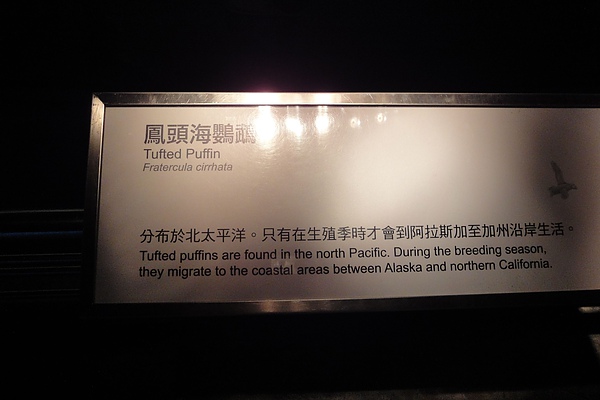 鳳頭海鸚鵡
Tufted Puffin
Fratercula cirrhata
分布於北太平洋。只有在生殖季時才會到阿拉斯加至加州沿岸生活。
Tufted puffins are found in the north Pacific. During the breeding season,
they migrate to the coastal areas between Alaska and northern California.